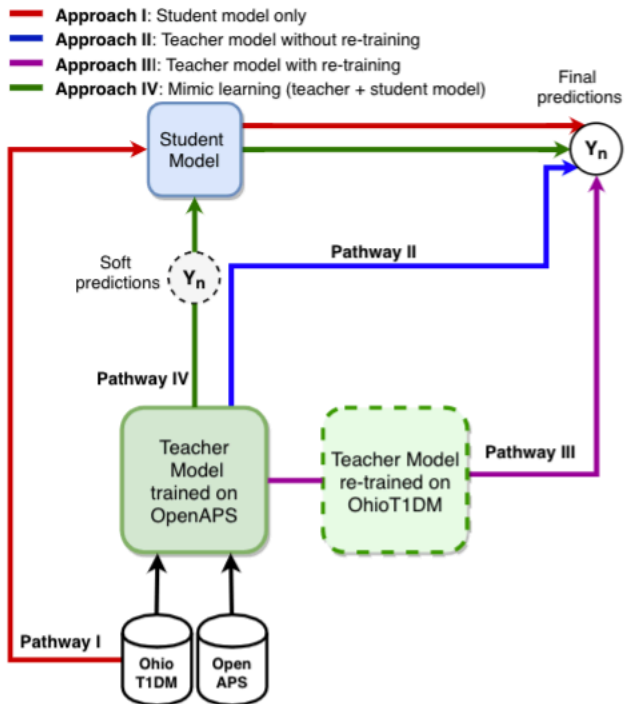 Approach I: Student model only
Approach II: Teacher model without re-training
Approach III: Teacher model with re-training
Approach IV: Mimic learning (teacher + student model)
Final
predictions
Student
Model
Yn
Pathway II
Soft
predictions
Yn
Pathway IV
Teacher
Model
trained on
OpenAPS
Teacher Model
re-trained on
OhioT1DM
Pathway III
Pathway I
Ohio
T1DM
Open
APS